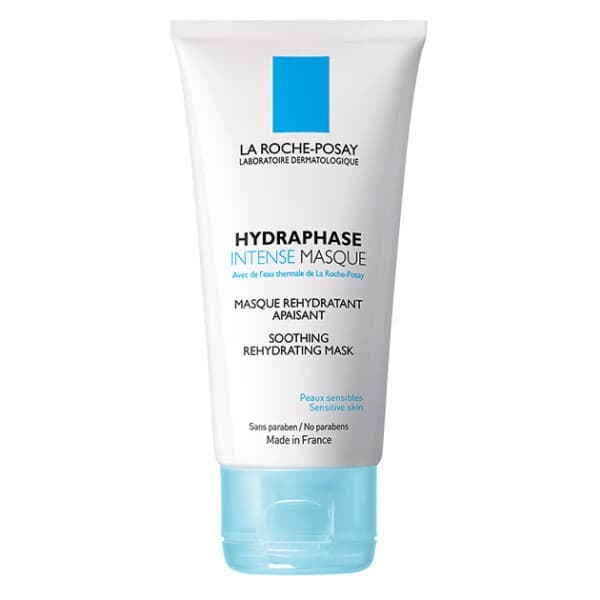 LA ROCHE-POSAY
LABORATOIRE DERMATOLOGIQUE
HYDRAPHASE
INTENSE MASQUE
Avec de l'eau thermale de La Roche-Posay
MASQUE REHYDRATANT
APAISANT
SOOTHING
REHYDRATING MASK
Peaux sensibles
Sensitive skin
Sans paraben / No parabens
Made in France